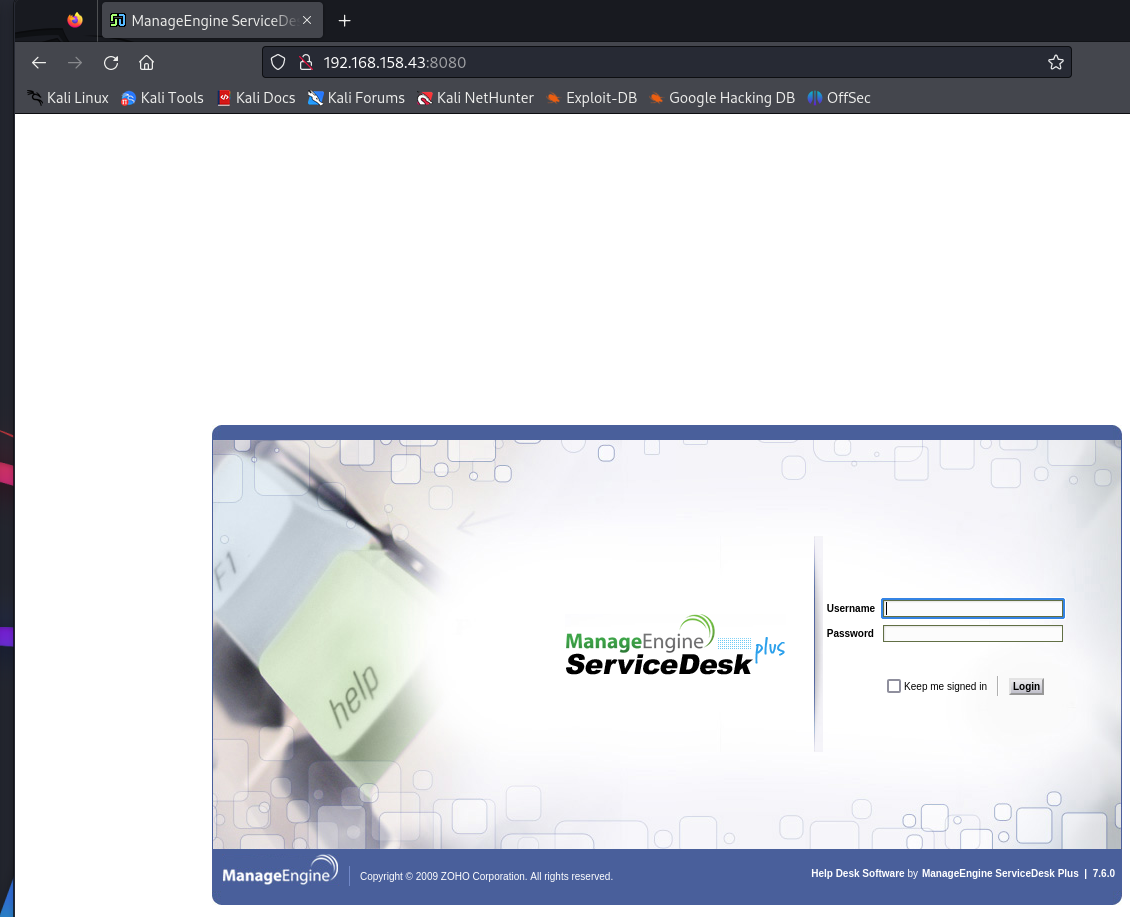 ManageEngine ServiceDe
192.168.158.43:8080
Kali Linux Kali Tools Kali Docs Kali Forums Kali NetHunter Exploit-DB Google Hacking DB OffSec
F1
help
ManageEngine
ServiceDesk plus
Username
Password
Keep me signed in Login
ManageEngine Copyright © 2009 ZOHO Corporation. All rights reserved. Help Desk Software by ManageEngine ServiceDesk Plus | 7.6.0